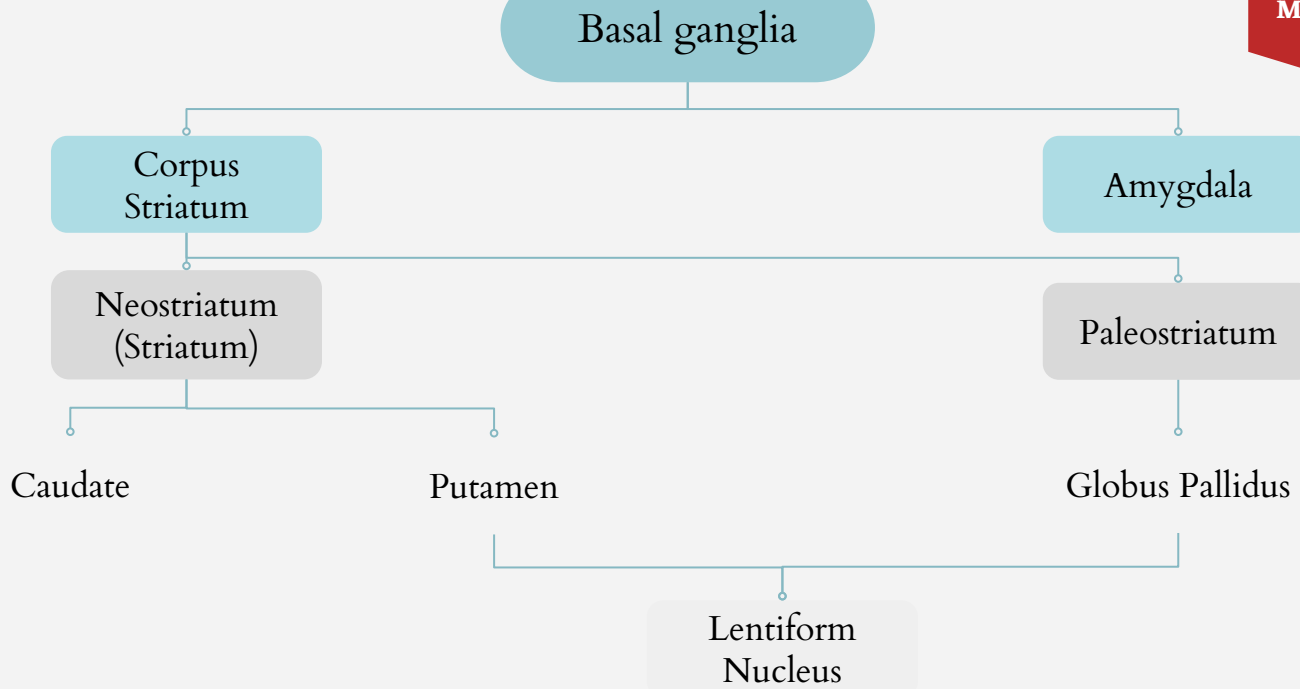 Basal ganglia
M
Corpus
Striatum
Amygdala
Neostriatum
(Striatum)
Paleostriatum
Caudate
Putamen
Globus Pallidus
Lentiform
Nucleus